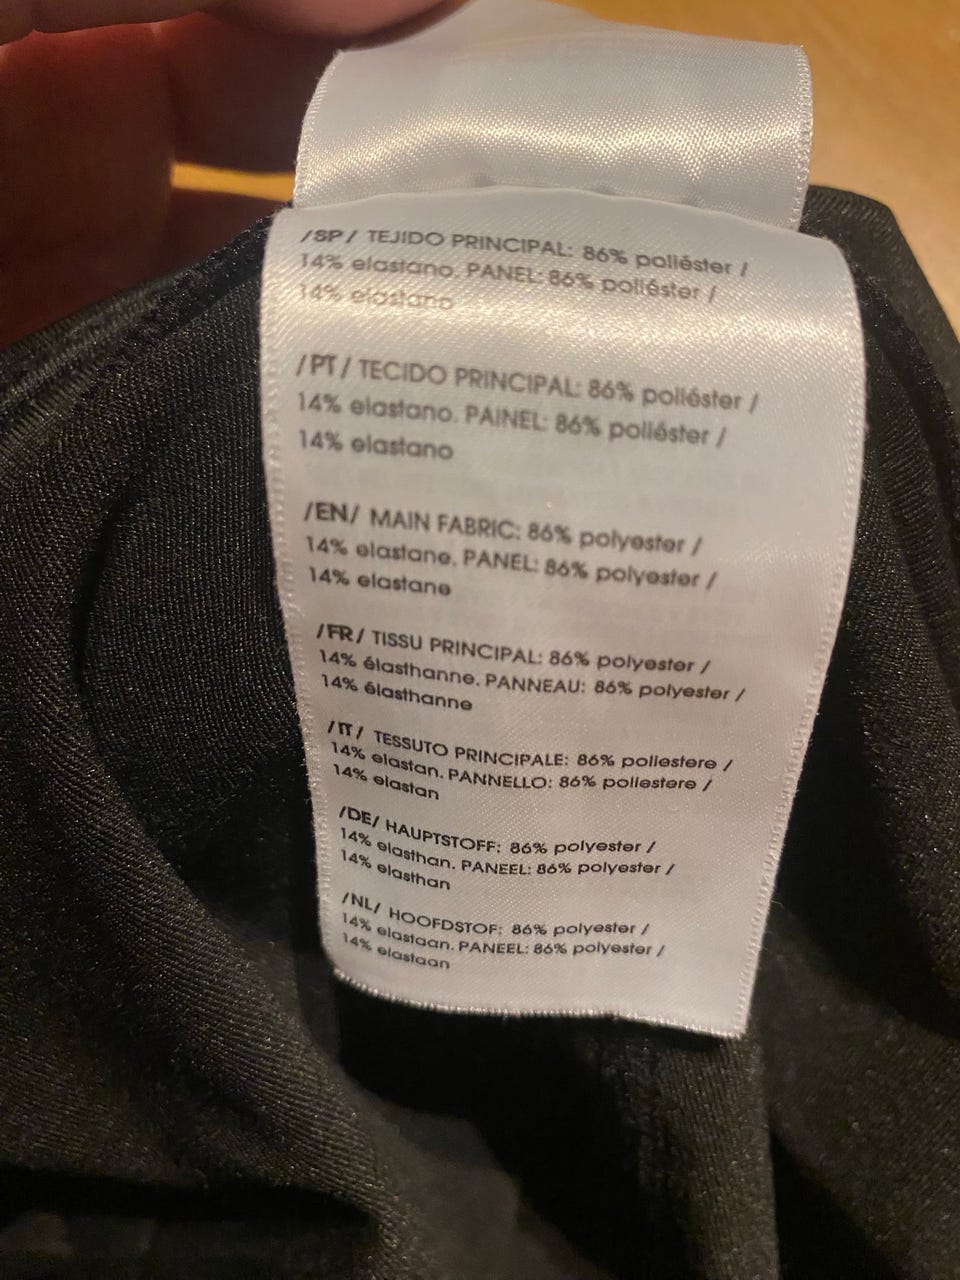 /SP/ TEJIDO PRINCIPAL: 86% poliéster /
14% elastano. PANEL: 86% poliéster /
14% elastano
/PT/ TECIDO PRINCIPAL: 86% poliéster /
14% elastano. PAINEL: 86% poliéster /
14% elastano
/EN/ MAIN FABRIC: 86% polyester /
14% elastane. PANEL: 86% polyester /
14% elastane
/FR/ TISSU PRINCIPAL: 86% polyester /
14% élasthanne. PANNEAU: 86% polyester /
14% élasthanne
/IT/ TESSUTO PRINCIPALE: 86% poliestere /
14% elastan. PANNELLO: 86% poliestere /
14% elastan
/DE/ HAUPTSTOFF: 86% polyester /
14% elasthan. PANEEL: 86% polyester /
14% elasthan
/NL/ HOOFDSTOF: 86% polyester /
14% elastaan. PANEEL: 86% polyester /
14% elastaan